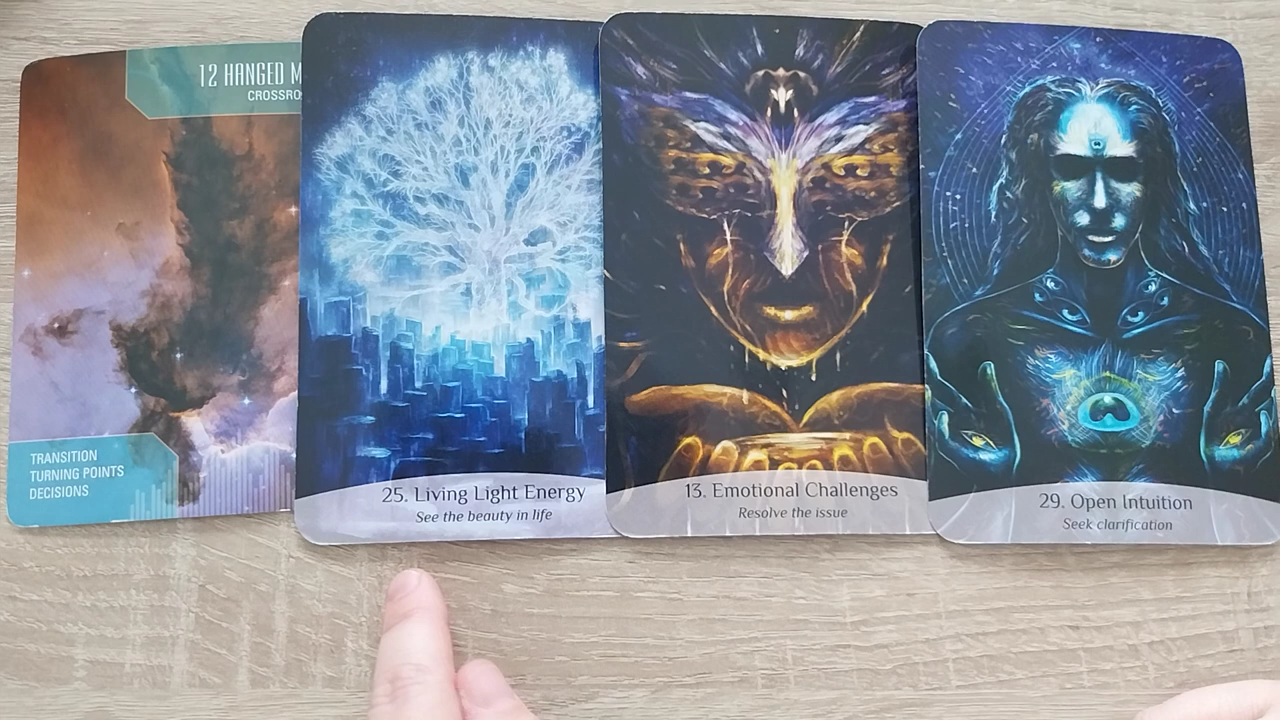 12 HANGED M
CROSSRO
TRANSITION
TURNING POINTS
DECISIONS
25. Living Light Energy
See the beauty in life
13. Emotional Challenges
Resolve the issue
29. Open Intuition
Seek clarification